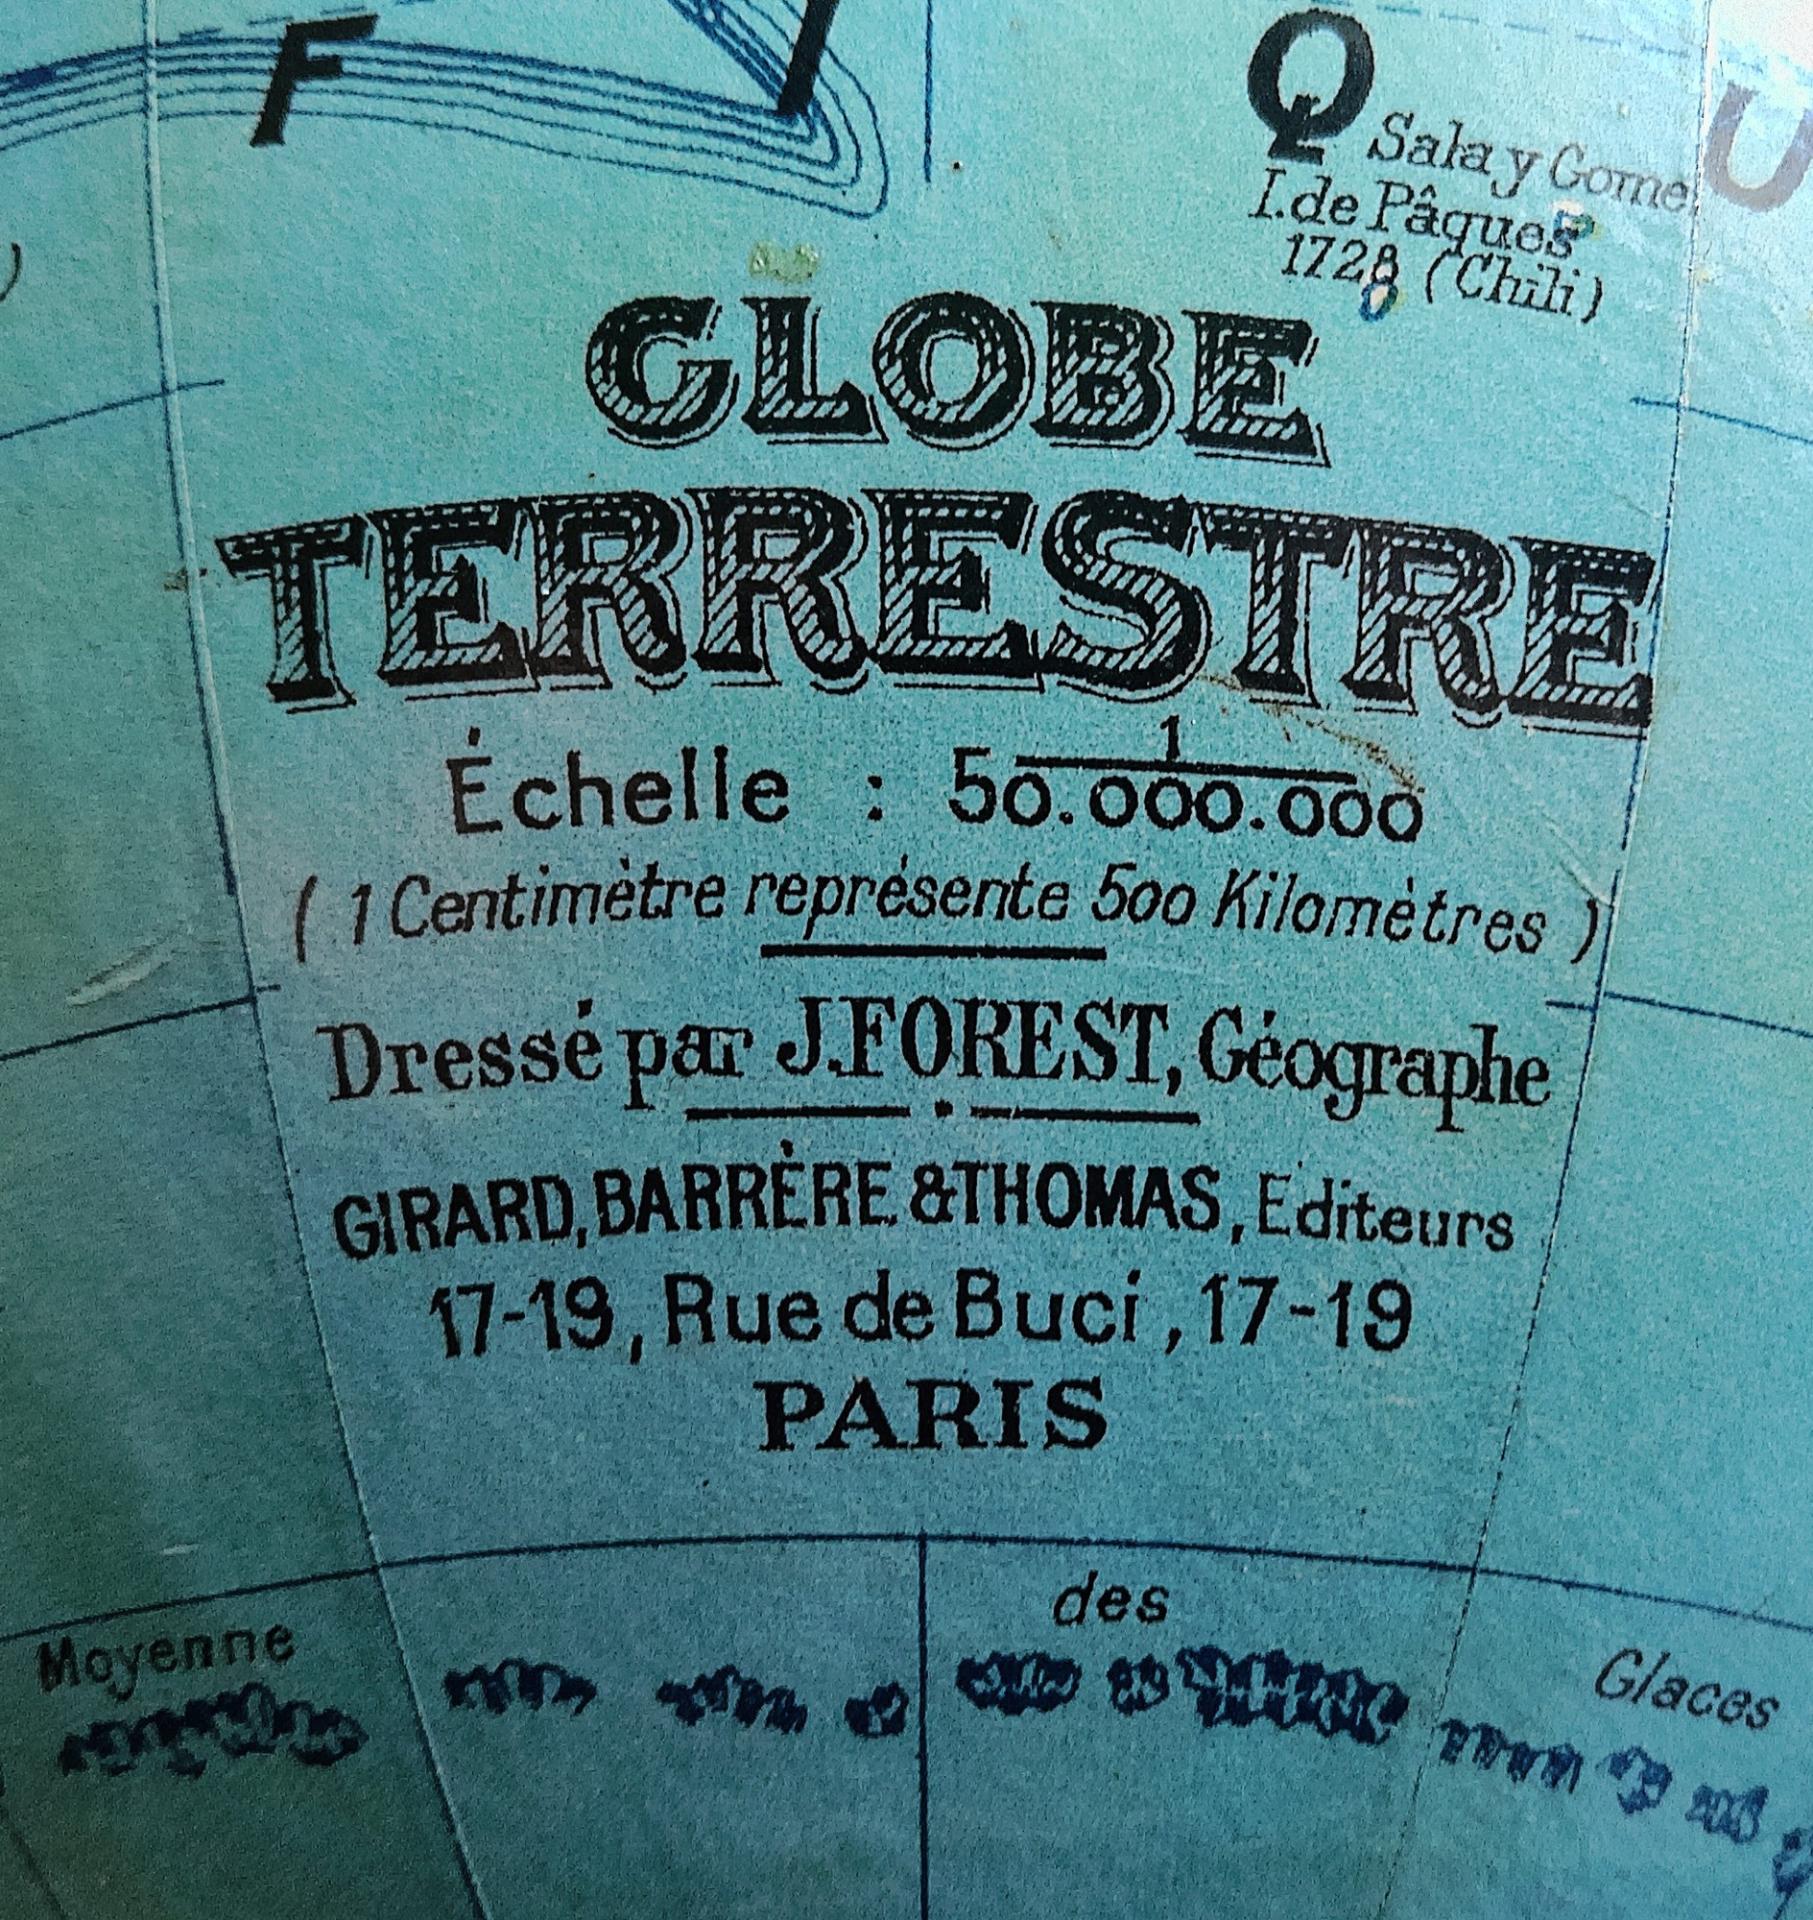 F
I
Q
U
Sala y Gome
I. de Pâques
1728 (Chili)
GLOBE
TERRESTRE
Échelle : 1
50.000.000
( 1 Centimètre représente 500 Kilomètres )
Dressé par J.FOREST, Géographe
GIRARD, BARRÈRE & THOMAS, Editeurs
17-19, Rue de Buci, 17-19
PARIS
Moyenne des Glaces